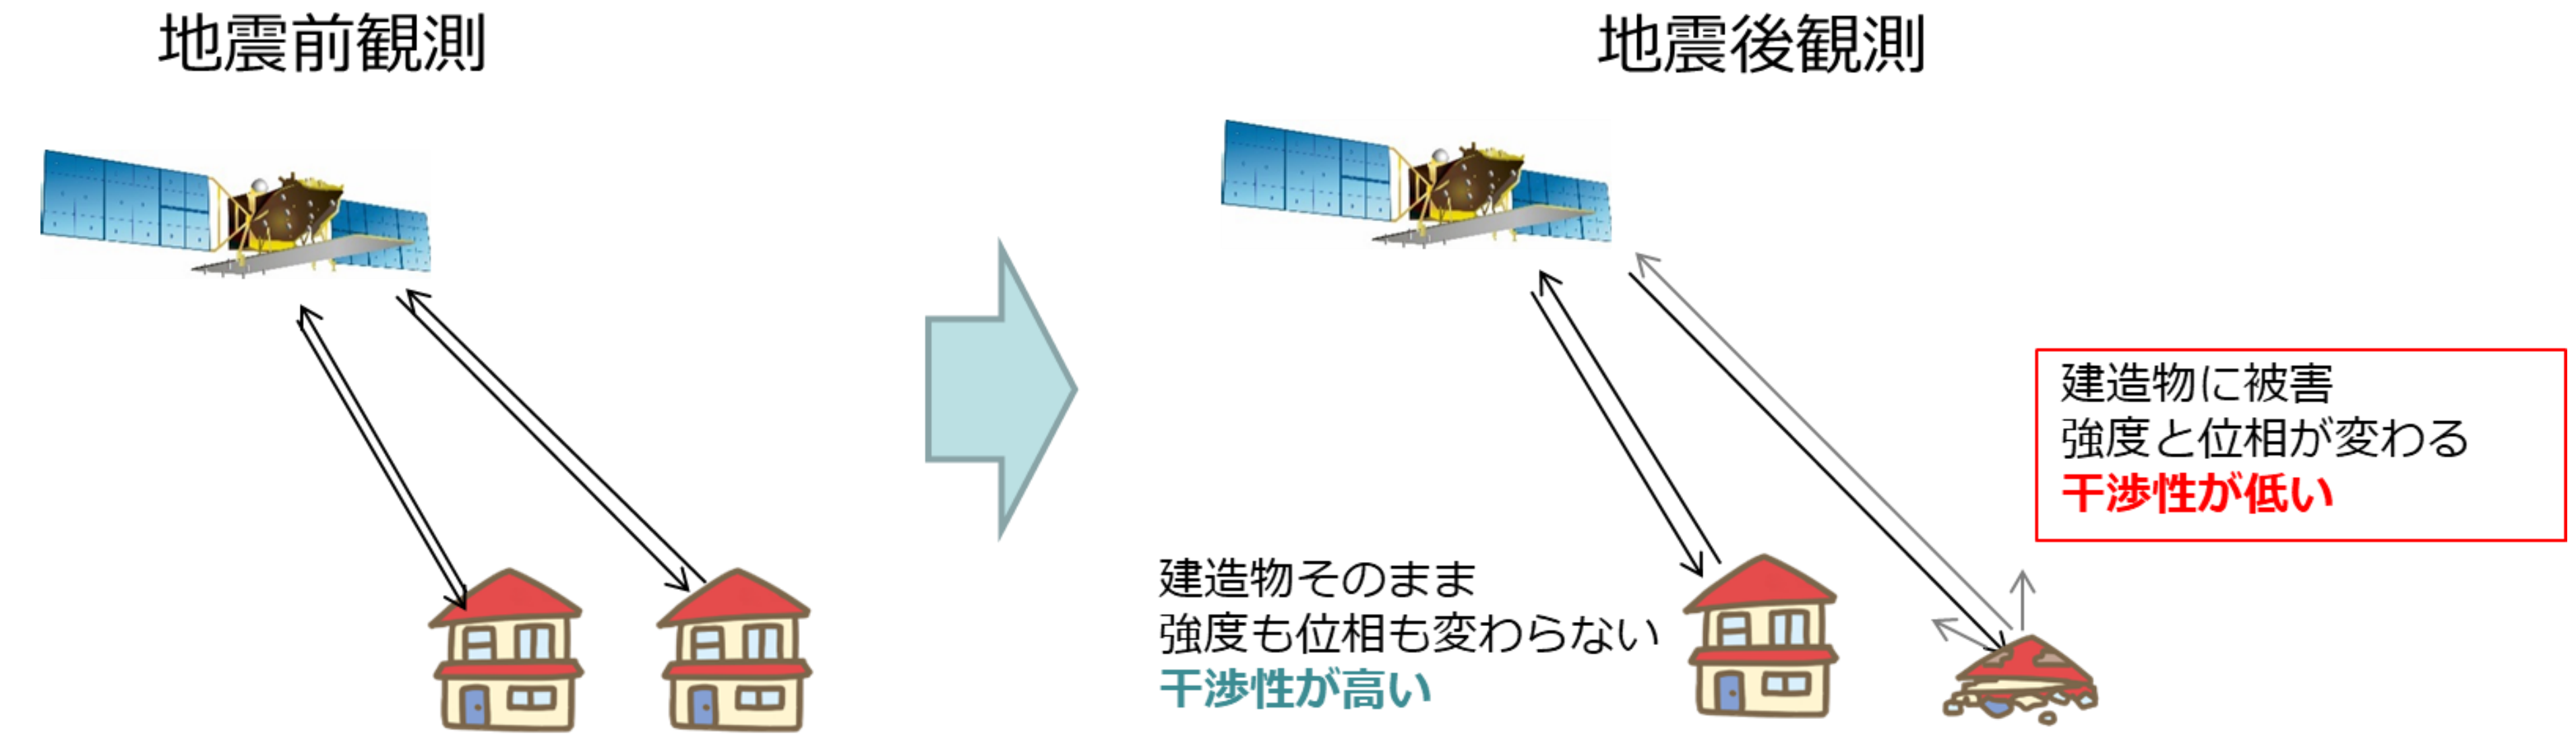 地震前観測
地震後観測
建造物に被害
強度と位相が変わる
干渉性が低い
建造物そのまま
強度も位相も変わらない
干渉性が高い